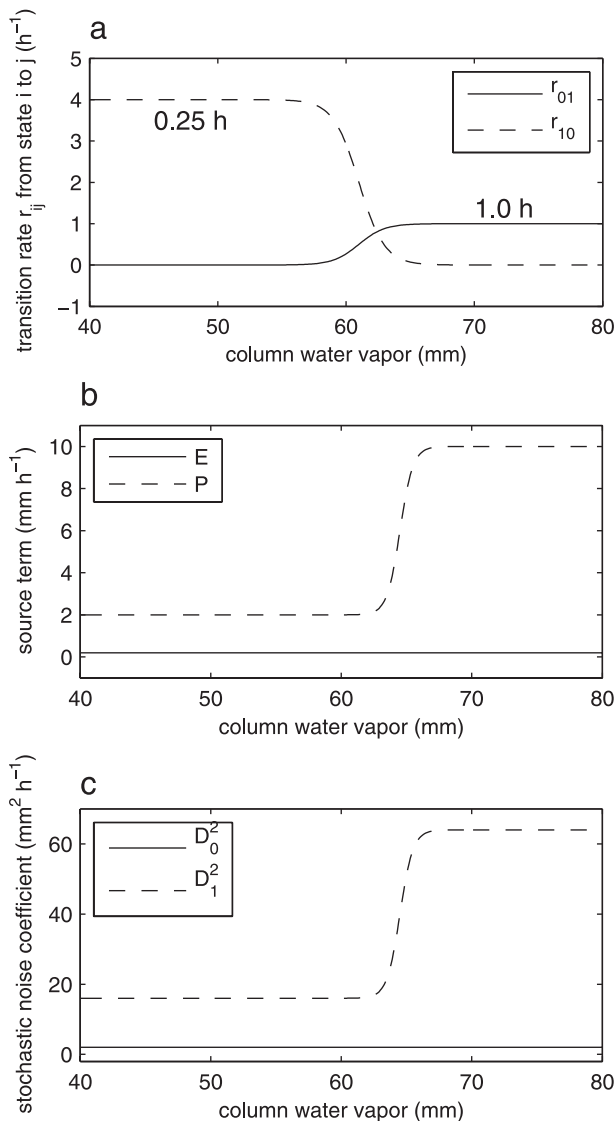 a
transition rate r_ij from state i to j (h⁻¹)
5
4
3
2
1
0
−1
0.25 h
1.0 h
r_01
r_10
40 50 60 70 80
column water vapor (mm)
b
source term (mm h⁻¹)
10
8
6
4
2
0
E
P
40 50 60 70 80
column water vapor (mm)
c
stochastic noise coefficient (mm² h⁻¹)
60
40
20
0
D_0^2
D_1^2
40 50 60 70 80
column water vapor (mm)